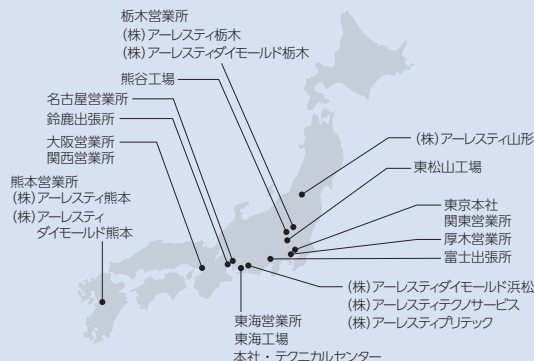 栃木営業所
(株)アーレスティ栃木
(株)アーレスティダイモールド栃木
熊谷工場
名古屋営業所
鈴鹿出張所
大阪営業所
関西営業所
熊本営業所
(株)アーレスティ熊本
(株)アーレスティ
ダイモールド熊本
(株)アーレスティ山形
東松山工場
東京本社
関東営業所
厚木営業所
富士出張所
(株)アーレスティダイモールド浜松
(株)アーレスティテクノサービス
(株)アーレスティプリテック
東海営業所
東海工場
本社・テクニカルセンター